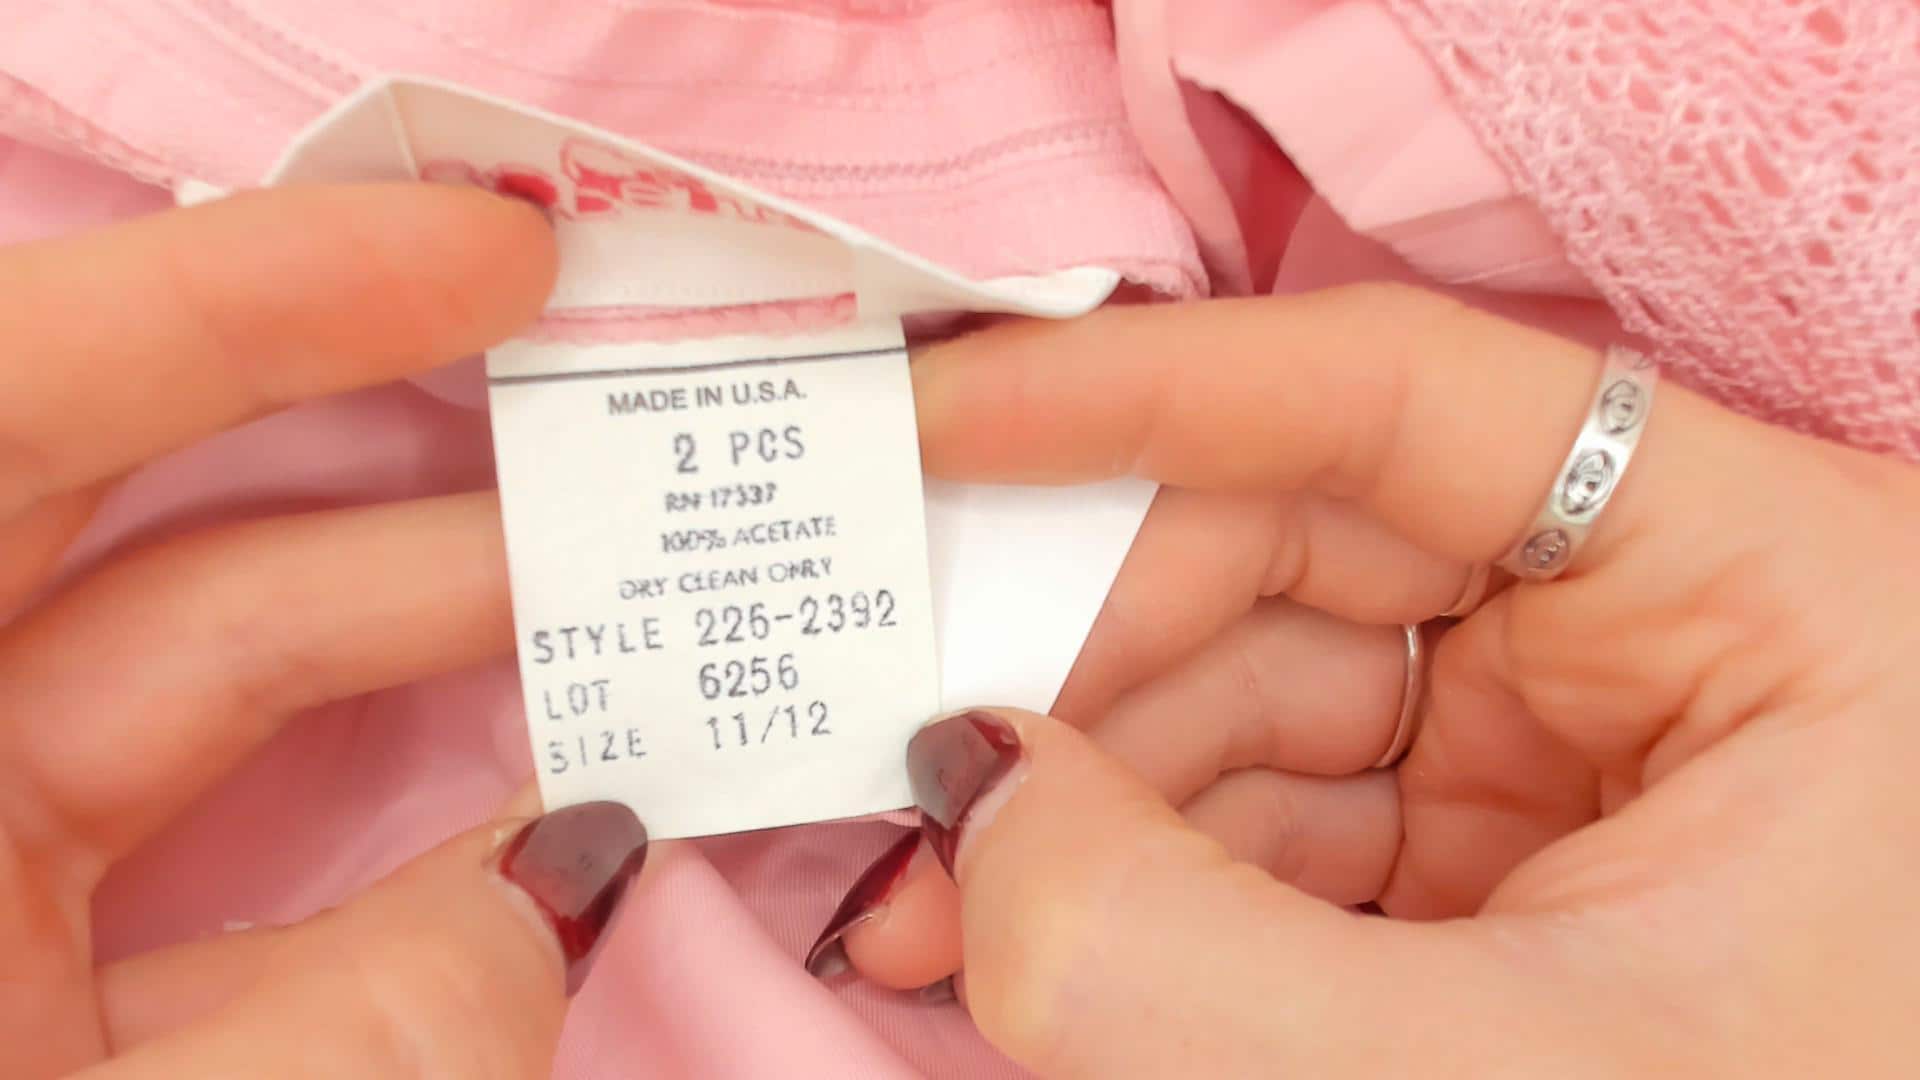 MADE IN U.S.A.
2 PCS
RN 17337
100% ACETATE
DRY CLEAN ONLY
STYLE 226-2392
LOT 6256
SIZE 11/12